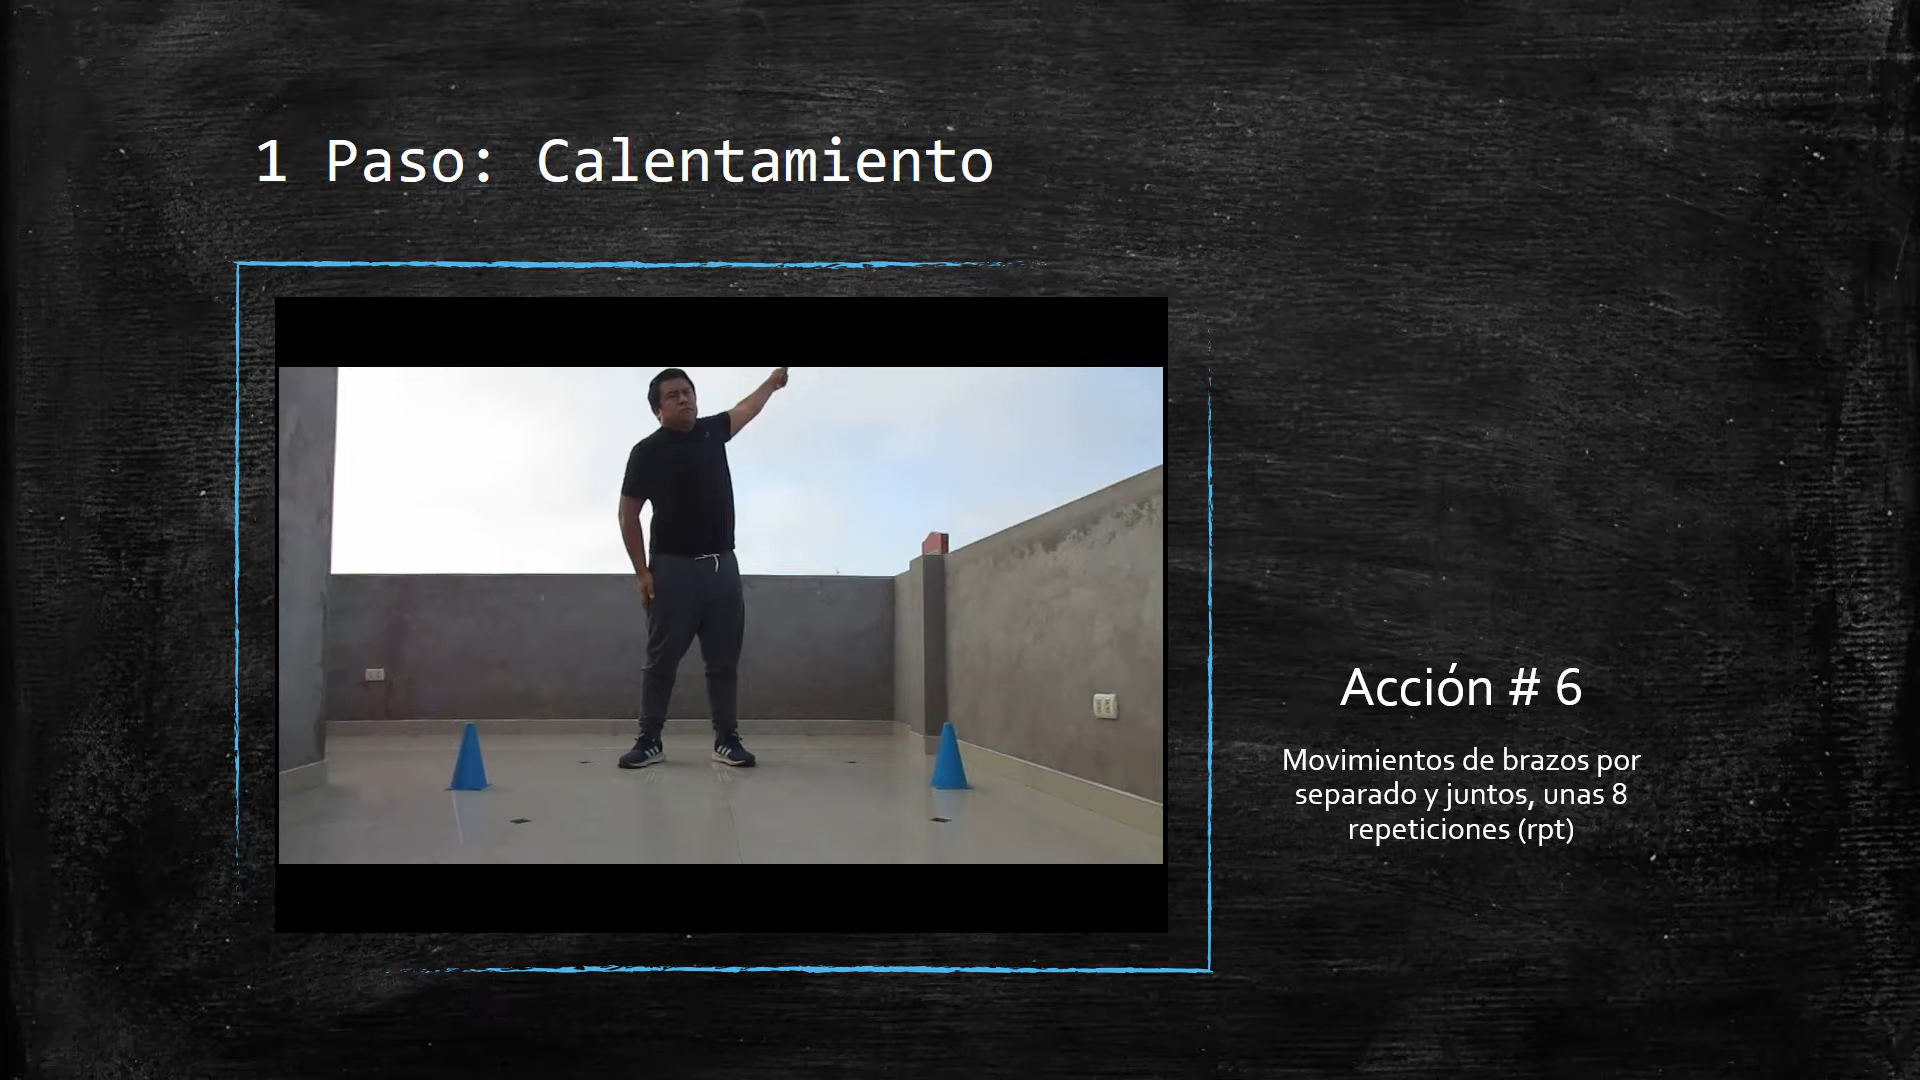 1 Paso: Calentamiento
Acción # 6
Movimientos de brazos por
separado y juntos, unas 8
repeticiones (rpt)